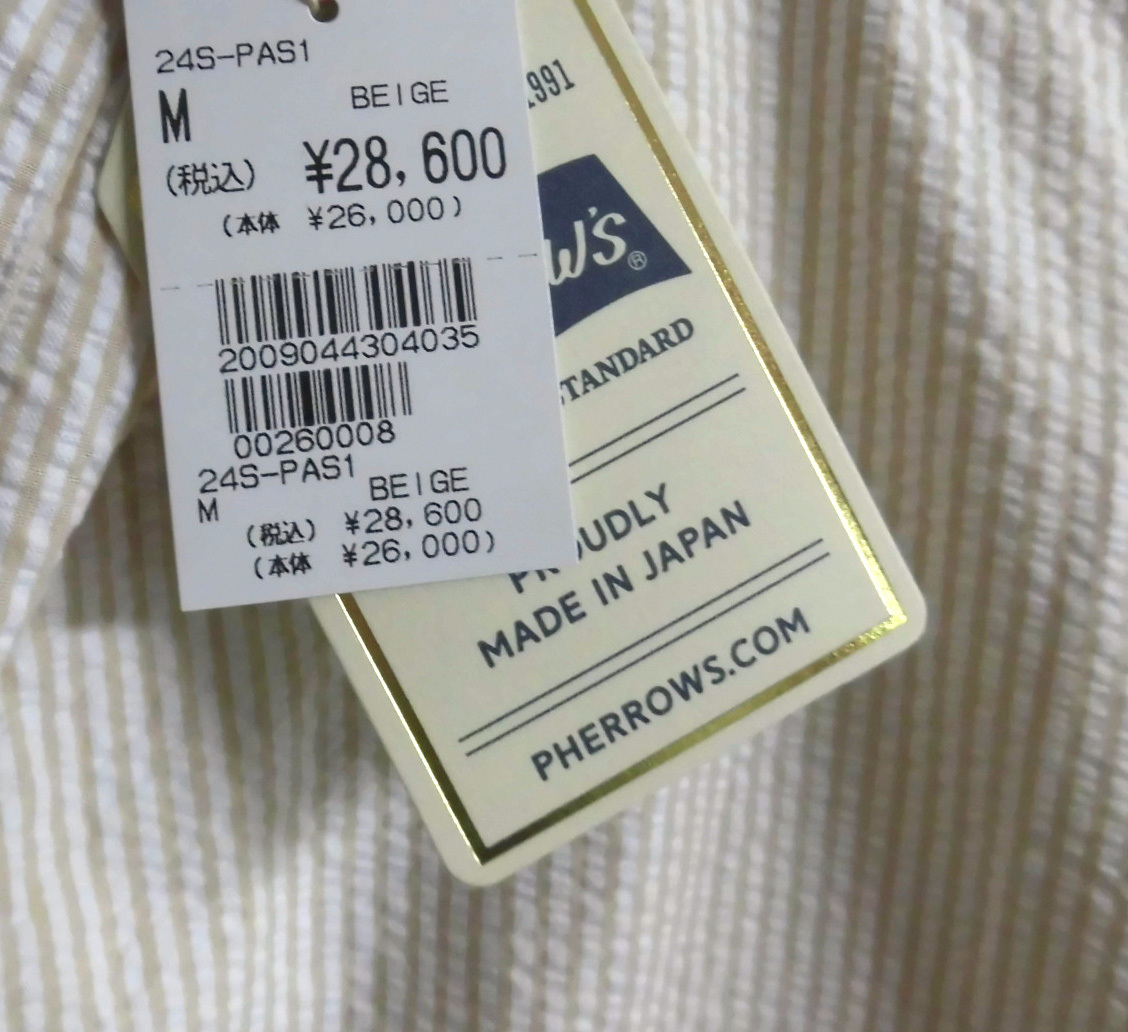 24S-PAS1
M
BEIGE
(税込) ¥28,600
(本体 ¥26,000)
2009044304035
00260008
24S-PAS1
BEIGE
M
(税込) ¥28,600
(本体 ¥26,000)
1991
W'S®
STANDARD
PROUDLY
MADE IN JAPAN
PHERROWS.COM